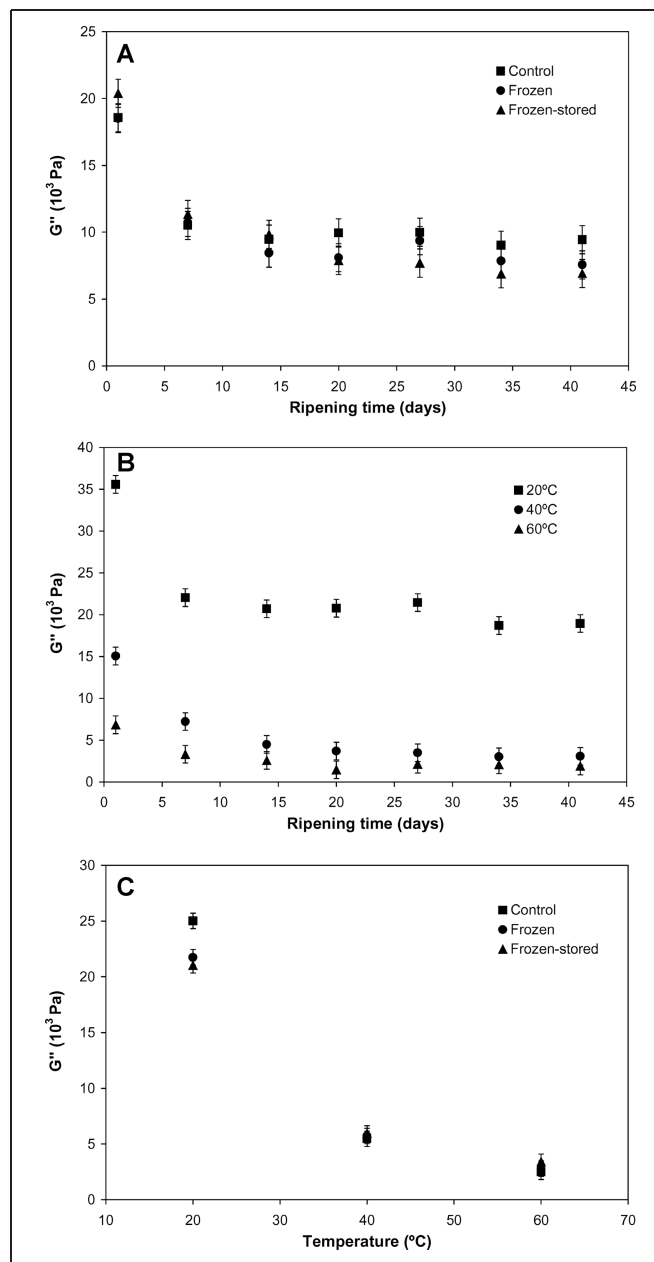 A
25
20
15
10
5
0
G'' (10³ Pa)
Control
Frozen
Frozen-stored
0 5 10 15 20 25 30 35 40 45
Ripening time (days)
B
40
35
30
25
20
15
10
5
0
G'' (10³ Pa)
20ºC
40ºC
60ºC
0 5 10 15 20 25 30 35 40 45
Ripening time (days)
C
30
25
20
15
10
5
0
G'' (10³ Pa)
Control
Frozen
Frozen-stored
10 20 30 40 50 60 70
Temperature (ºC)